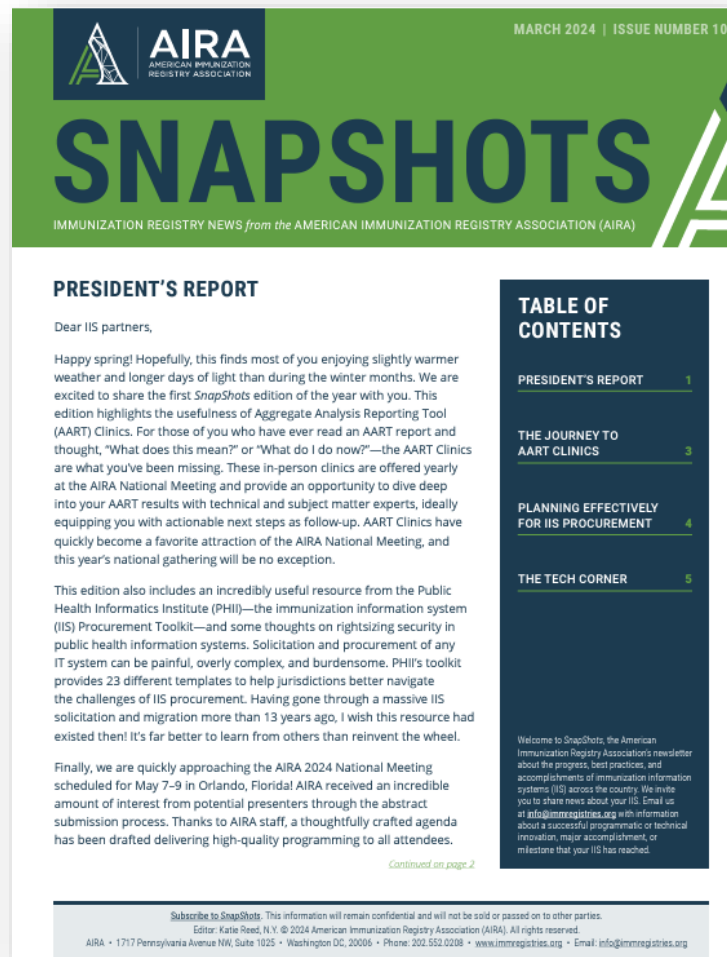 AIRA
AMERICAN IMMUNIZATION
REGISTRY ASSOCIATION
MARCH 2024 | ISSUE NUMBER 10
SNAPSHOTS
IMMUNIZATION REGISTRY NEWS from the AMERICAN IMMUNIZATION REGISTRY ASSOCIATION (AIRA)
PRESIDENT'S REPORT
Dear IIS partners,
Happy spring! Hopefully, this finds most of you enjoying slightly warmer
weather and longer days of light than during the winter months. We are
excited to share the first SnapShots edition of the year with you. This
edition highlights the usefulness of Aggregate Analysis Reporting Tool
(AART) Clinics. For those of you who have ever read an AART report and
thought, “What does this mean?” or “What do I do now?”—the AART Clinics
are what you've been missing. These in-person clinics are offered yearly
at the AIRA National Meeting and provide an opportunity to dive deep
into your AART results with technical and subject matter experts, ideally
equipping you with actionable next steps as follow-up. AART Clinics have
quickly become a favorite attraction of the AIRA National Meeting, and
this year's national gathering will be no exception.
This edition also includes an incredibly useful resource from the Public
Health Informatics Institute (PHII)—the immunization information system
(IIS) Procurement Toolkit—and some thoughts on rightsizing security in
public health information systems. Solicitation and procurement of any
IT system can be painful, overly complex, and burdensome. PHII's toolkit
provides 23 different templates to help jurisdictions better navigate
the challenges of IIS procurement. Having gone through a massive IIS
solicitation and migration more than 13 years ago, I wish this resource had
existed then! It's far better to learn from others than reinvent the wheel.
Finally, we are quickly approaching the AIRA 2024 National Meeting
scheduled for May 7–9 in Orlando, Florida! AIRA received an incredible
amount of interest from potential presenters through the abstract
submission process. Thanks to AIRA staff, a thoughtfully crafted agenda
has been drafted delivering high-quality programming to all attendees.
Continued on page 2
TABLE OF
CONTENTS
PRESIDENT'S REPORT 1
THE JOURNEY TO
AART CLINICS 3
PLANNING EFFECTIVELY
FOR IIS PROCUREMENT 4
THE TECH CORNER 5
Welcome to SnapShots, the American
Immunization Registry Association's newsletter
about the progress, best practices, and
accomplishments of immunization information
systems (IIS) across the country. We invite
you to share news about your IIS. Email us
at info@immregistries.org with information
about a successful programmatic or technical
innovation, major accomplishment, or
milestone that your IIS has reached.
Subscribe to SnapShots. This information will remain confidential and will not be sold or passed on to other parties.
Editor: Katie Reed, N.Y. © 2024 American Immunization Registry Association (AIRA). All rights reserved.
AIRA • 1717 Pennsylvania Avenue NW, Suite 1025 • Washington DC, 20006 • Phone: 202.552.0208 • www.immregistries.org • Email: info@immregistries.org